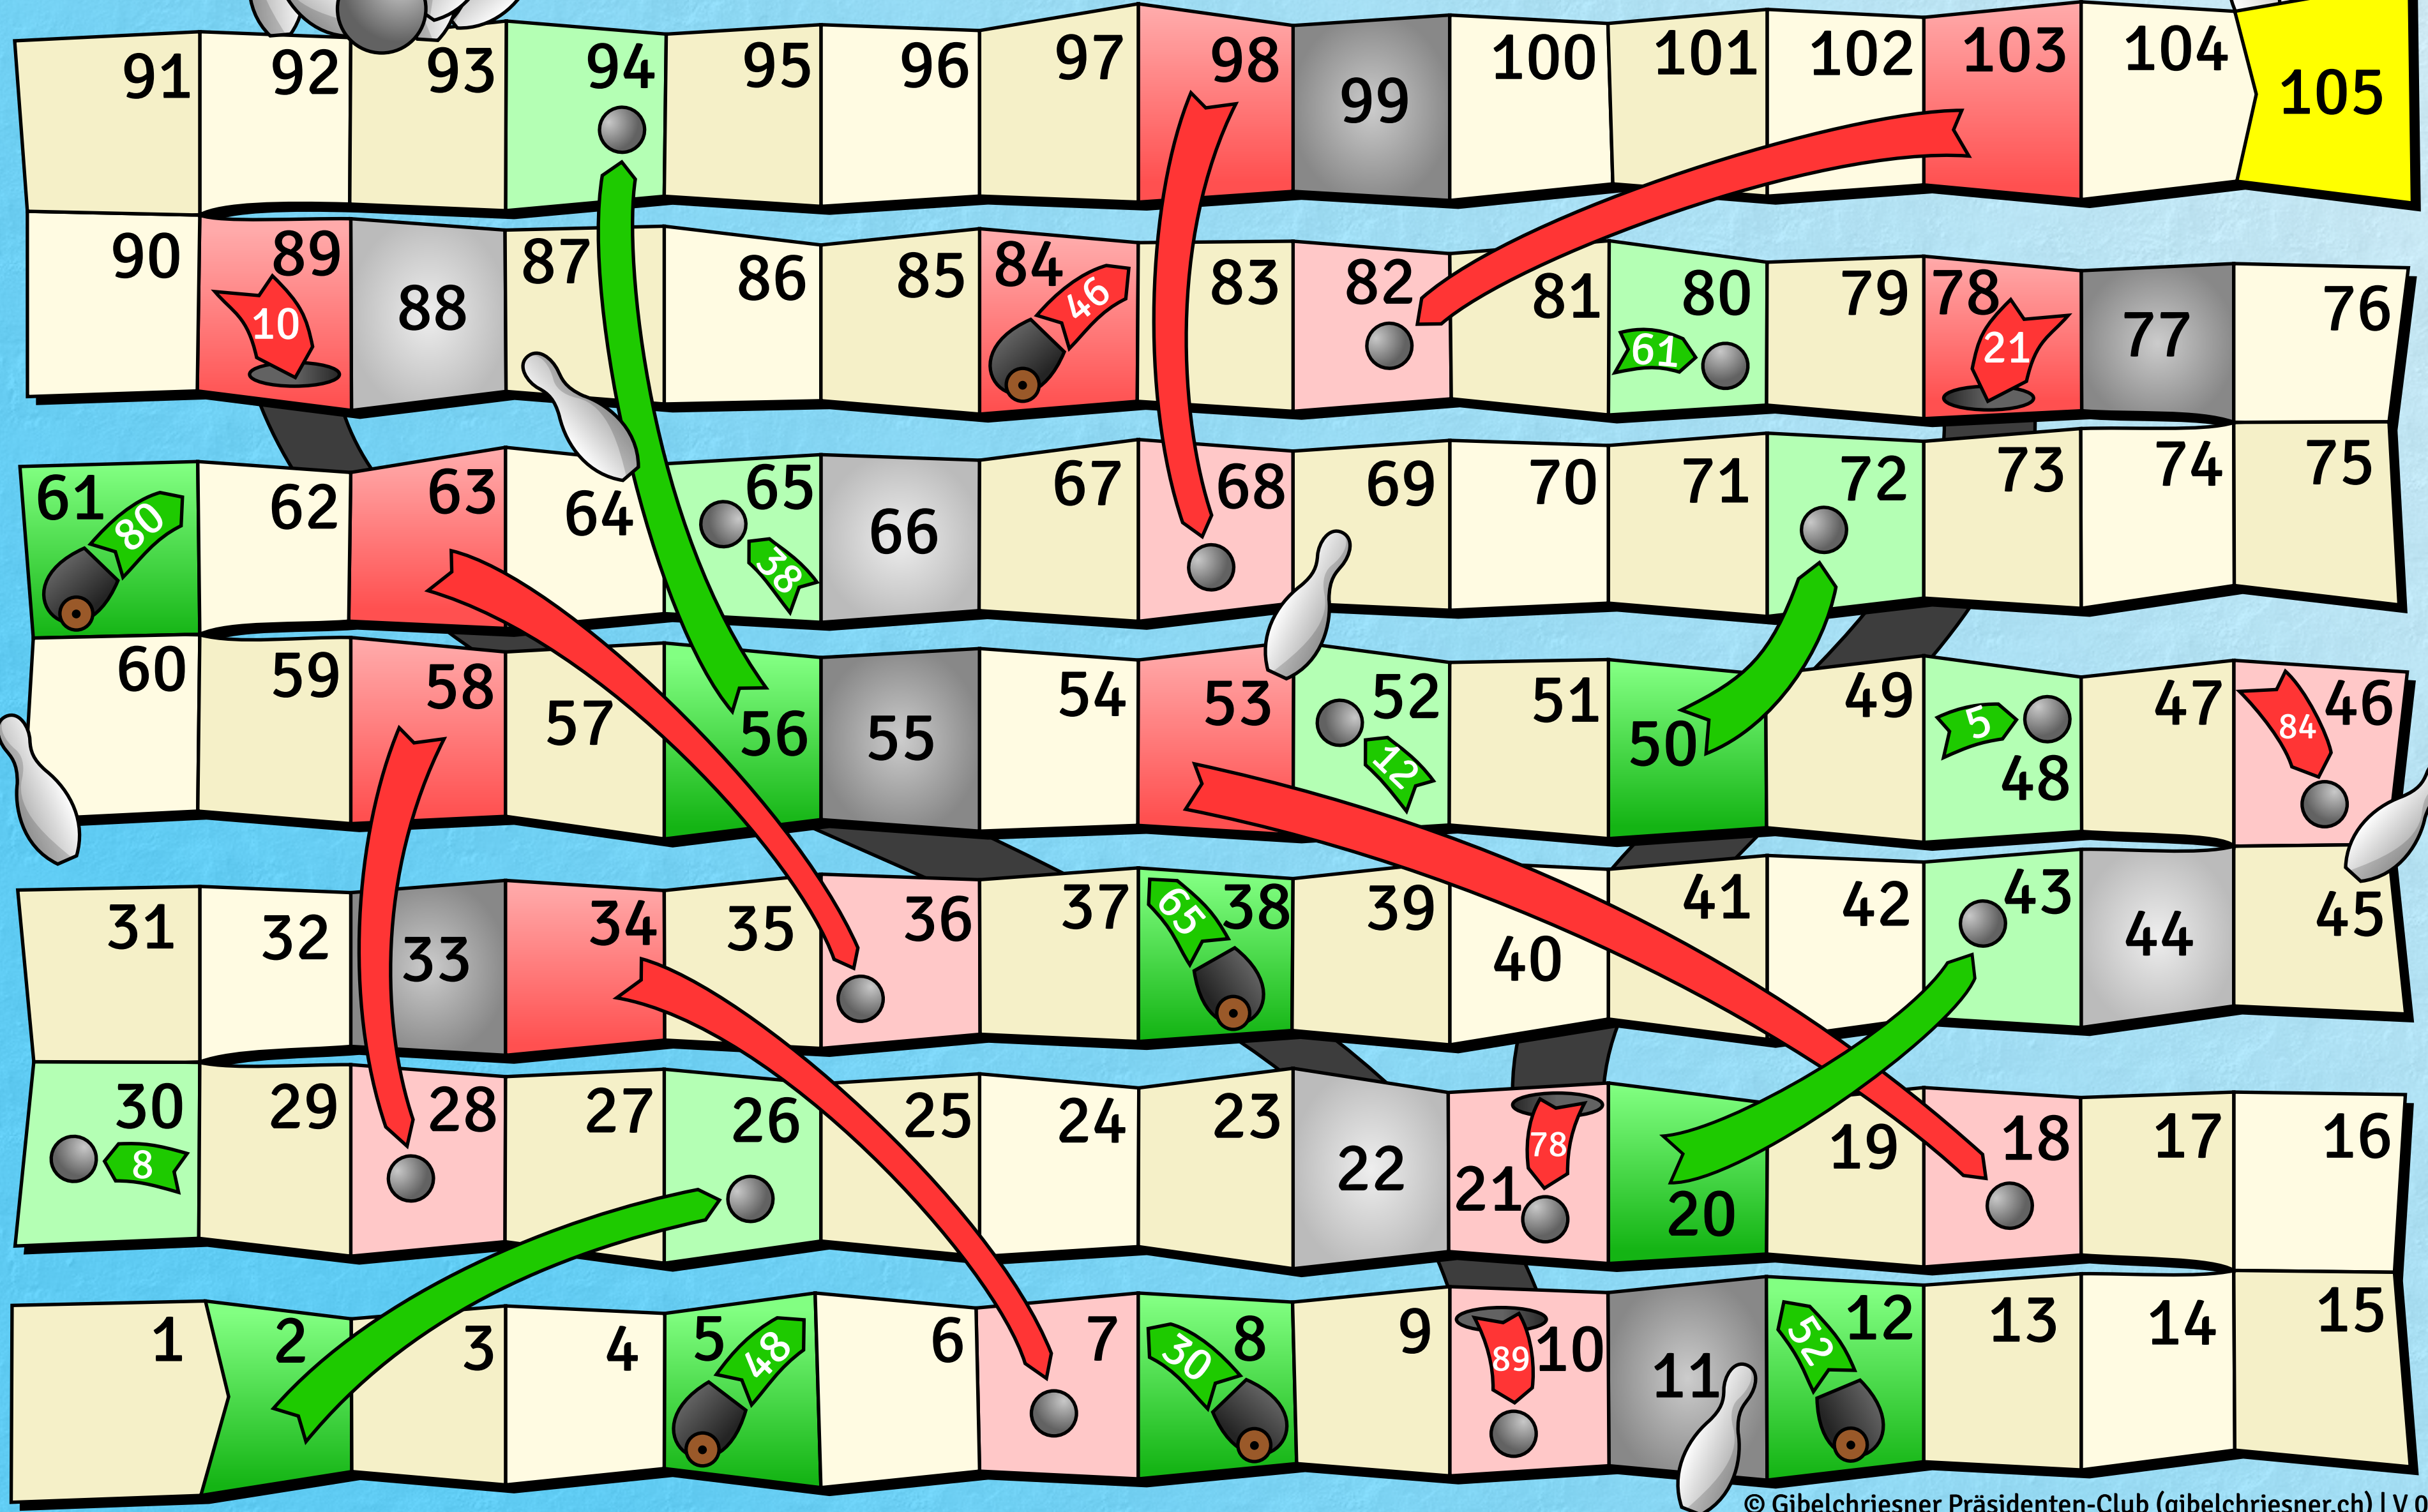 91 92 93 94 95 96 97 98 99 100 101 102 103 104 105
90 89 88 87 86 85 84 83 82 81 80 79 78 77 76
10 46 61 21
61 62 63 64 65 66 67 68 69 70 71 72 73 74 75
80 38
60 59 58 57 56 55 54 53 52 51 50 49 48 47 46
12 5 84
31 32 33 34 35 36 37 38 39 40 41 42 43 44 45
65
30 29 28 27 26 25 24 23 22 21 20 19 18 17 16
8 78
1 2 3 4 5 6 7 8 9 10 11 12 13 14 15
48 30 89 52
© Gibelchriesner Präsidenten-Club (gibelchriesner.ch) | V